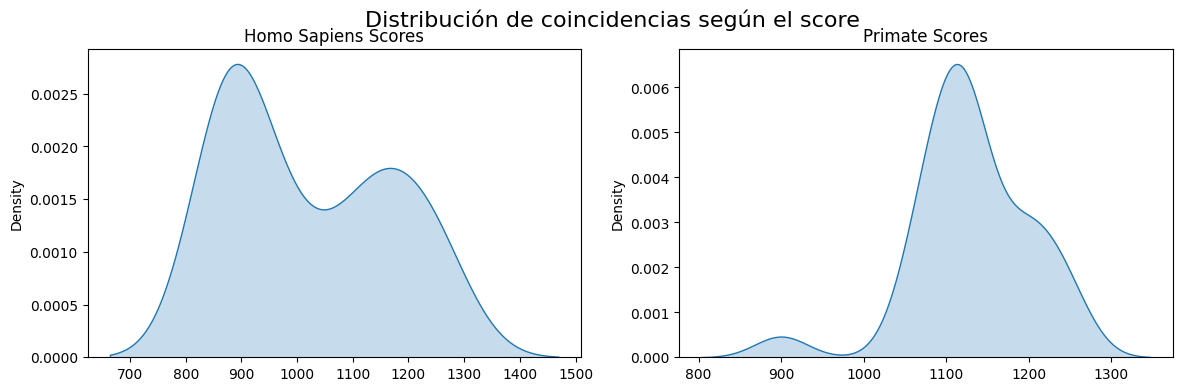 Distribución de coincidencias según el score
Homo Sapiens Scores
Primate Scores
Density
0.0025
0.0020
0.0015
0.0010
0.0005
0.0000
700 800 900 1000 1100 1200 1300 1400 1500
Density
0.006
0.005
0.004
0.003
0.002
0.001
0.000
800 900 1000 1100 1200 1300